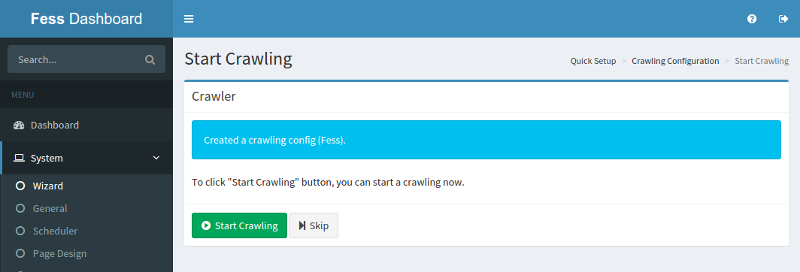 Fess Dashboard
Search...
MENU
Dashboard
System
Wizard
General
Scheduler
Page Design
Start Crawling
Quick Setup > Crawling Configuration > Start Crawling
Crawler
Created a crawling config (Fess).
To click "Start Crawling" button, you can start a crawling now.
Start Crawling Skip